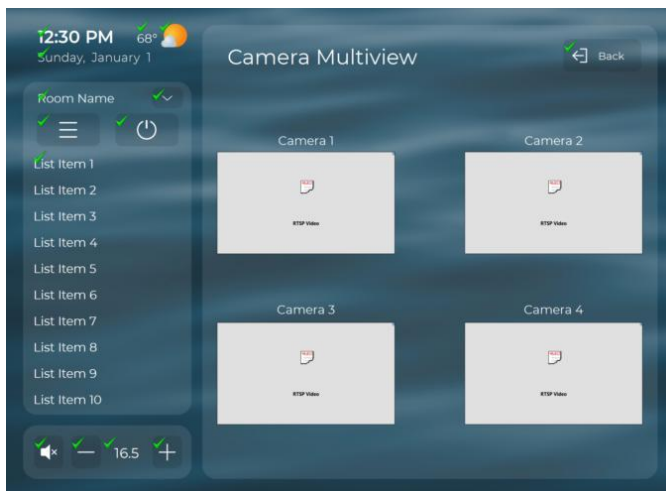 12:30 PM 68°
Sunday, January 1
Camera Multiview
Back
Room Name
List Item 1
List Item 2
List Item 3
List Item 4
List Item 5
List Item 6
List Item 7
List Item 8
List Item 9
List Item 10
16.5
Camera 1
RTSP Video
Camera 2
RTSP Video
Camera 3
RTSP Video
Camera 4
RTSP Video